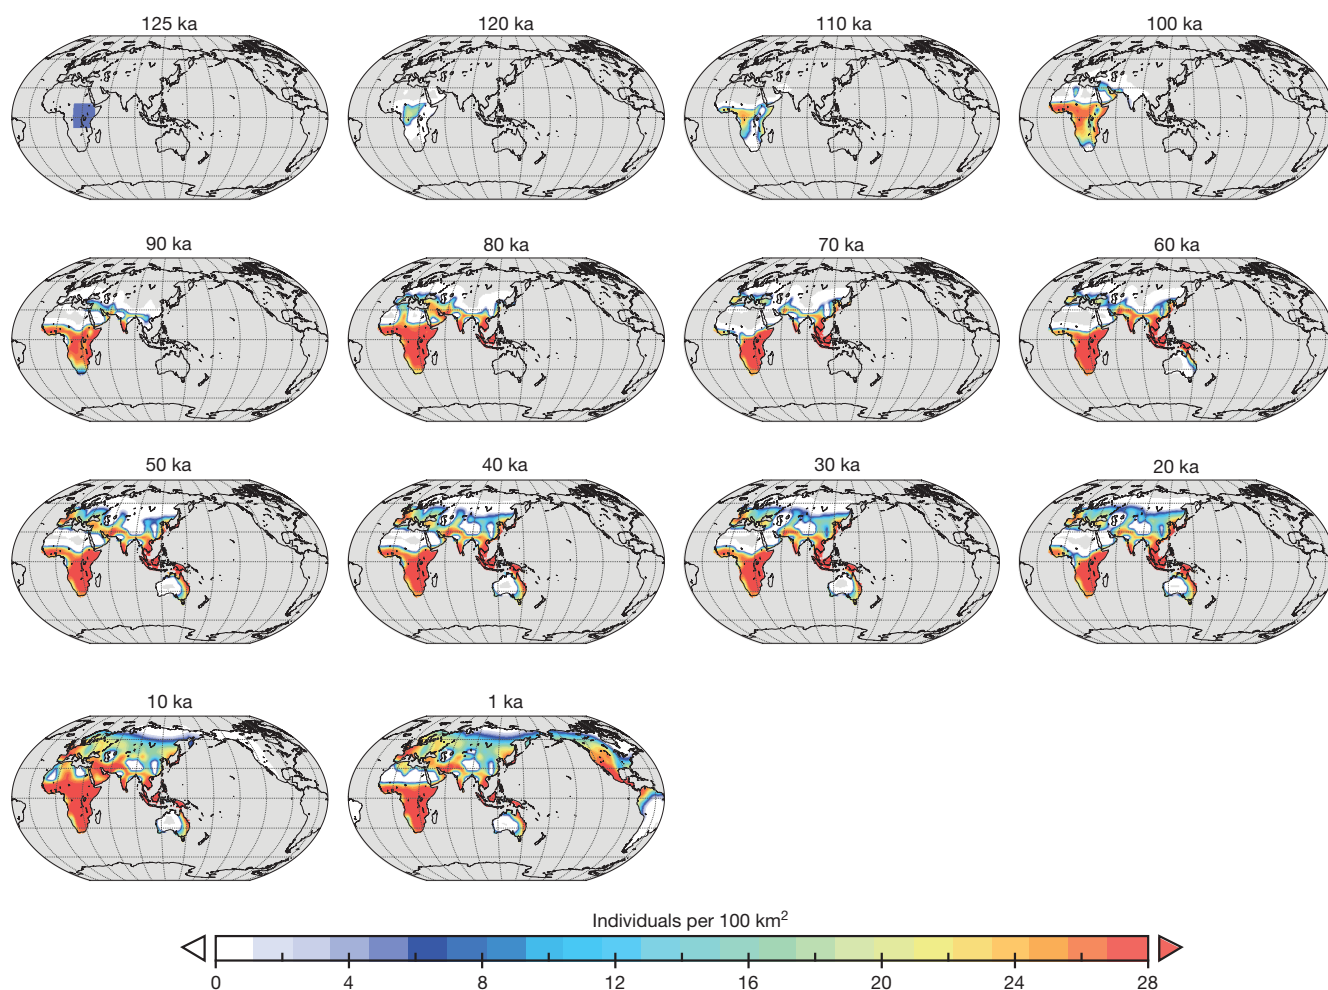 125 ka
120 ka
110 ka
100 ka
90 ka
80 ka
70 ka
60 ka
50 ka
40 ka
30 ka
20 ka
10 ka
1 ka
Individuals per 100 km²
0 4 8 12 16 20 24 28